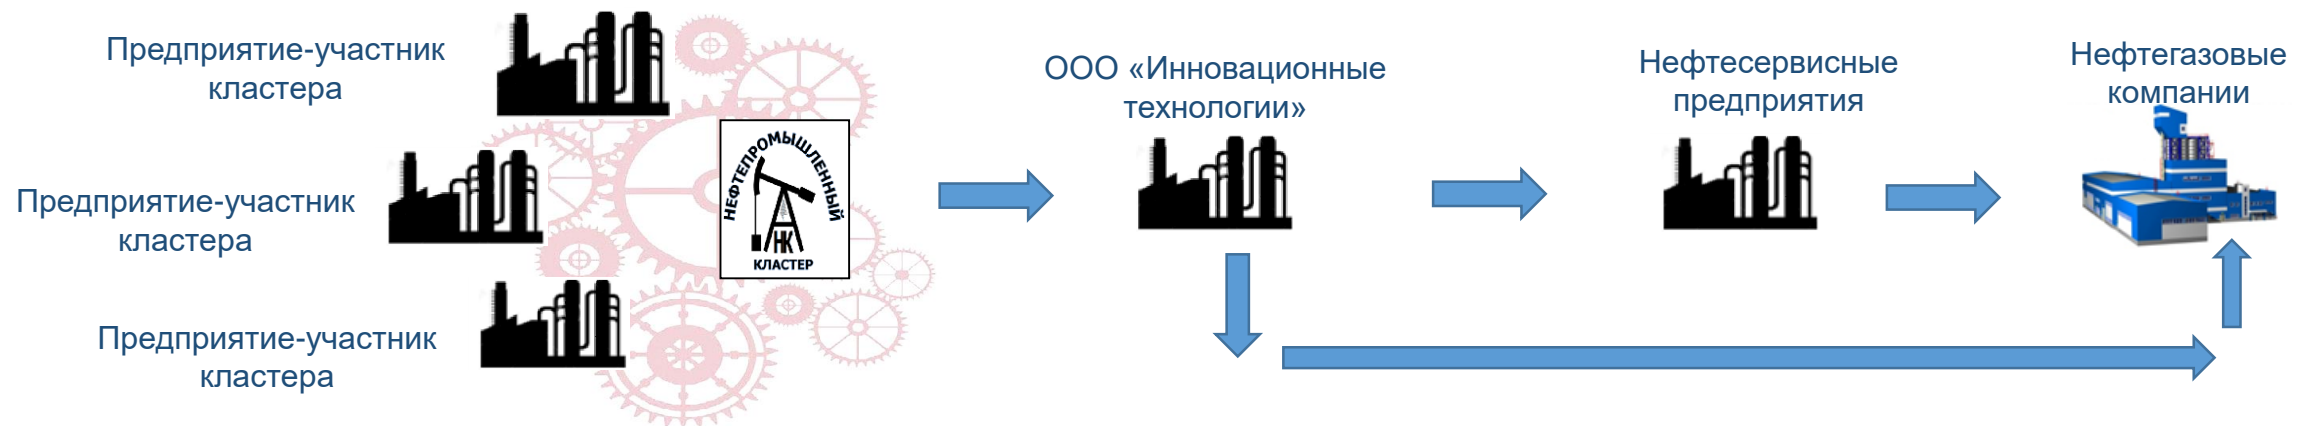 Предприятие-участник
кластера
Предприятие-участник
кластера
Предприятие-участник
кластера
НЕФТЕПРОМЫШЛЕННЫЙ
НК
КЛАСТЕР
ООО «Инновационные
технологии»
Нефтесервисные
предприятия
Нефтегазовые
компании